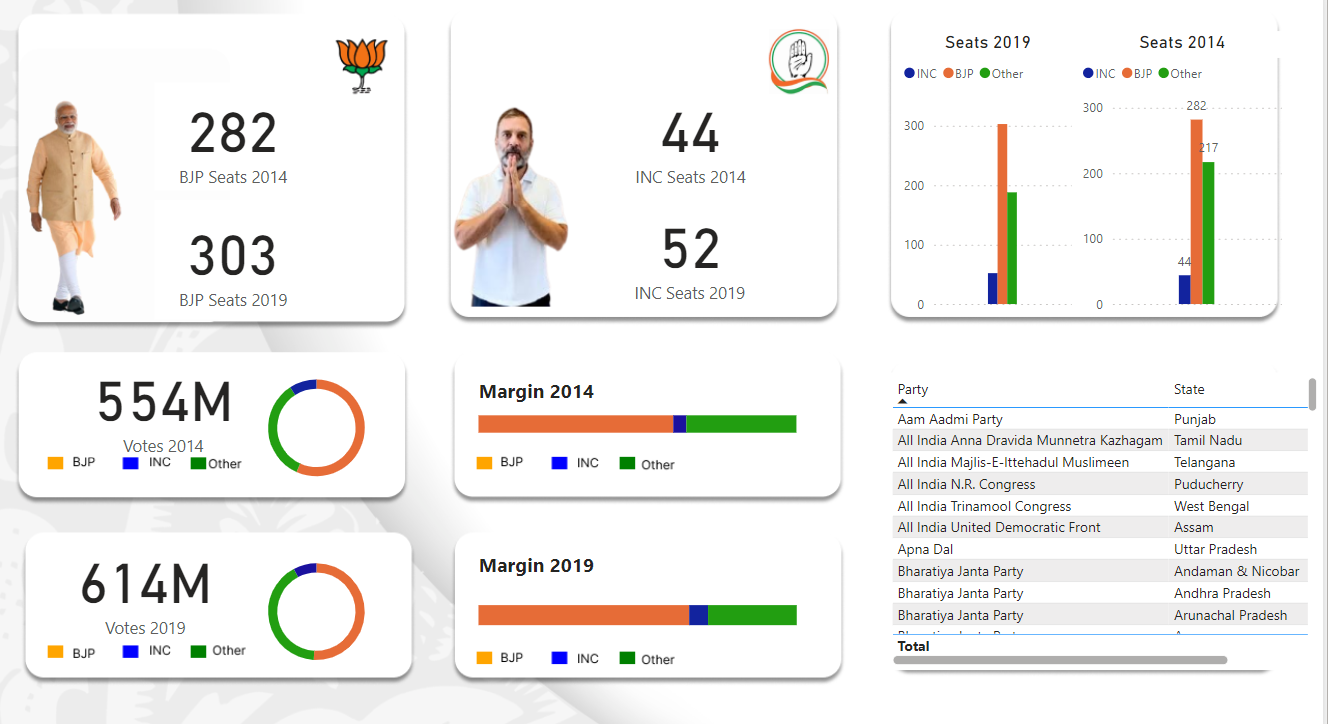 282
BJP Seats 2014
303
BJP Seats 2019
44
INC Seats 2014
52
INC Seats 2019
Seats 2019
INC BJP Other
300
200
100
0
Seats 2014
INC BJP Other
300
200
100
0
282
217
44
554M
Votes 2014
BJP INC Other
Margin 2014
BJP INC Other
614M
Votes 2019
BJP INC Other
Margin 2019
BJP INC Other
Party State
Aam Aadmi Party Punjab
All India Anna Dravida Munnetra Kazhagam Tamil Nadu
All India Majlis-E-Ittehadul Muslimeen Telangana
All India N.R. Congress Puducherry
All India Trinamool Congress West Bengal
All India United Democratic Front Assam
Apna Dal Uttar Pradesh
Bharatiya Janta Party Andaman & Nicobar
Bharatiya Janta Party Andhra Pradesh
Bharatiya Janta Party Arunachal Pradesh
Total